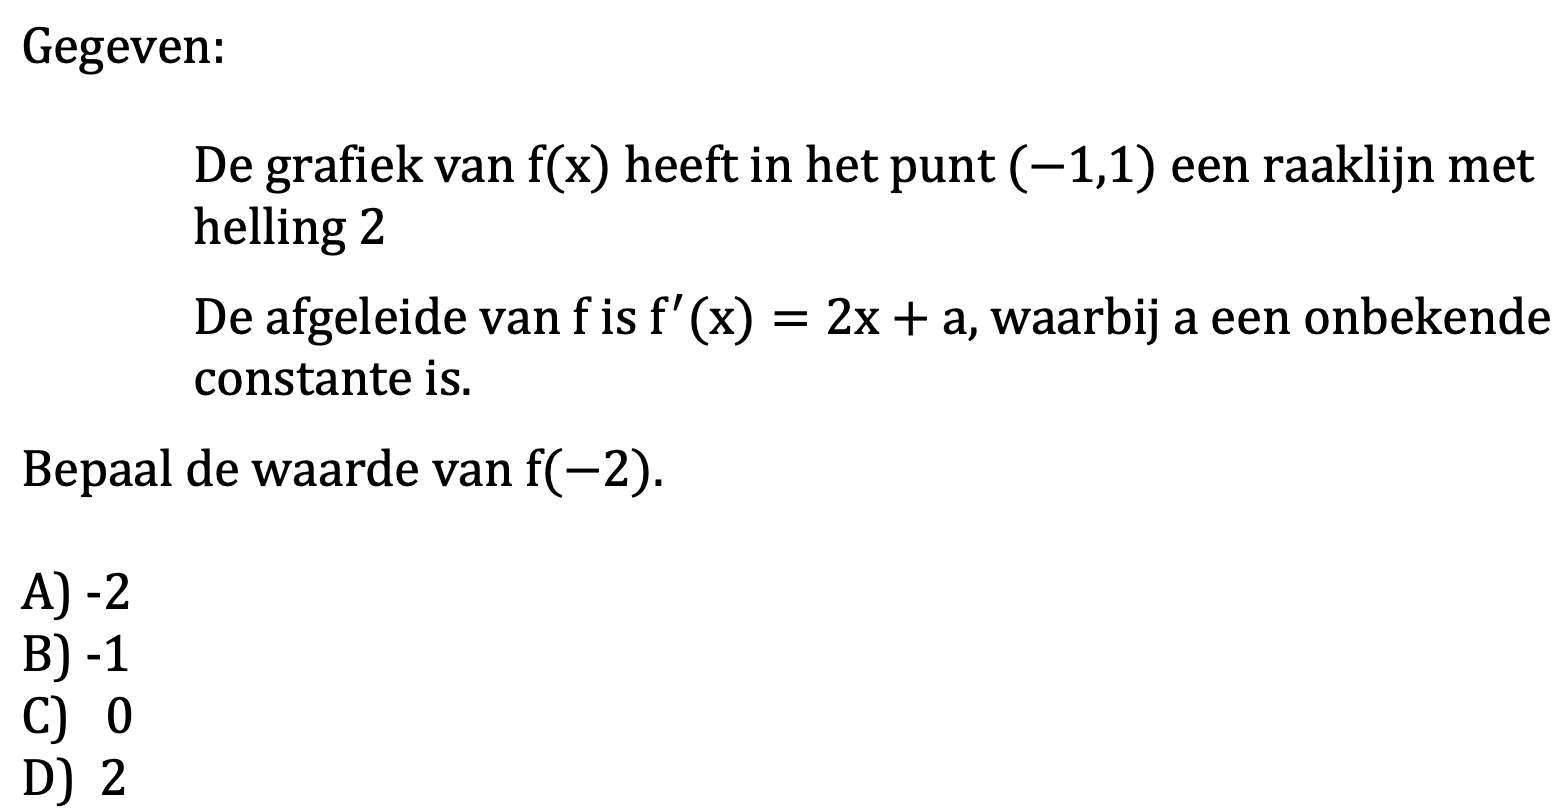 Gegeven:
De grafiek van f(x) heeft in het punt (−1,1) een raaklijn met
helling 2
De afgeleide van f is f′(x) = 2x + a, waarbij a een onbekende
constante is.
Bepaal de waarde van f(−2).
A) -2
B) -1
C) 0
D) 2